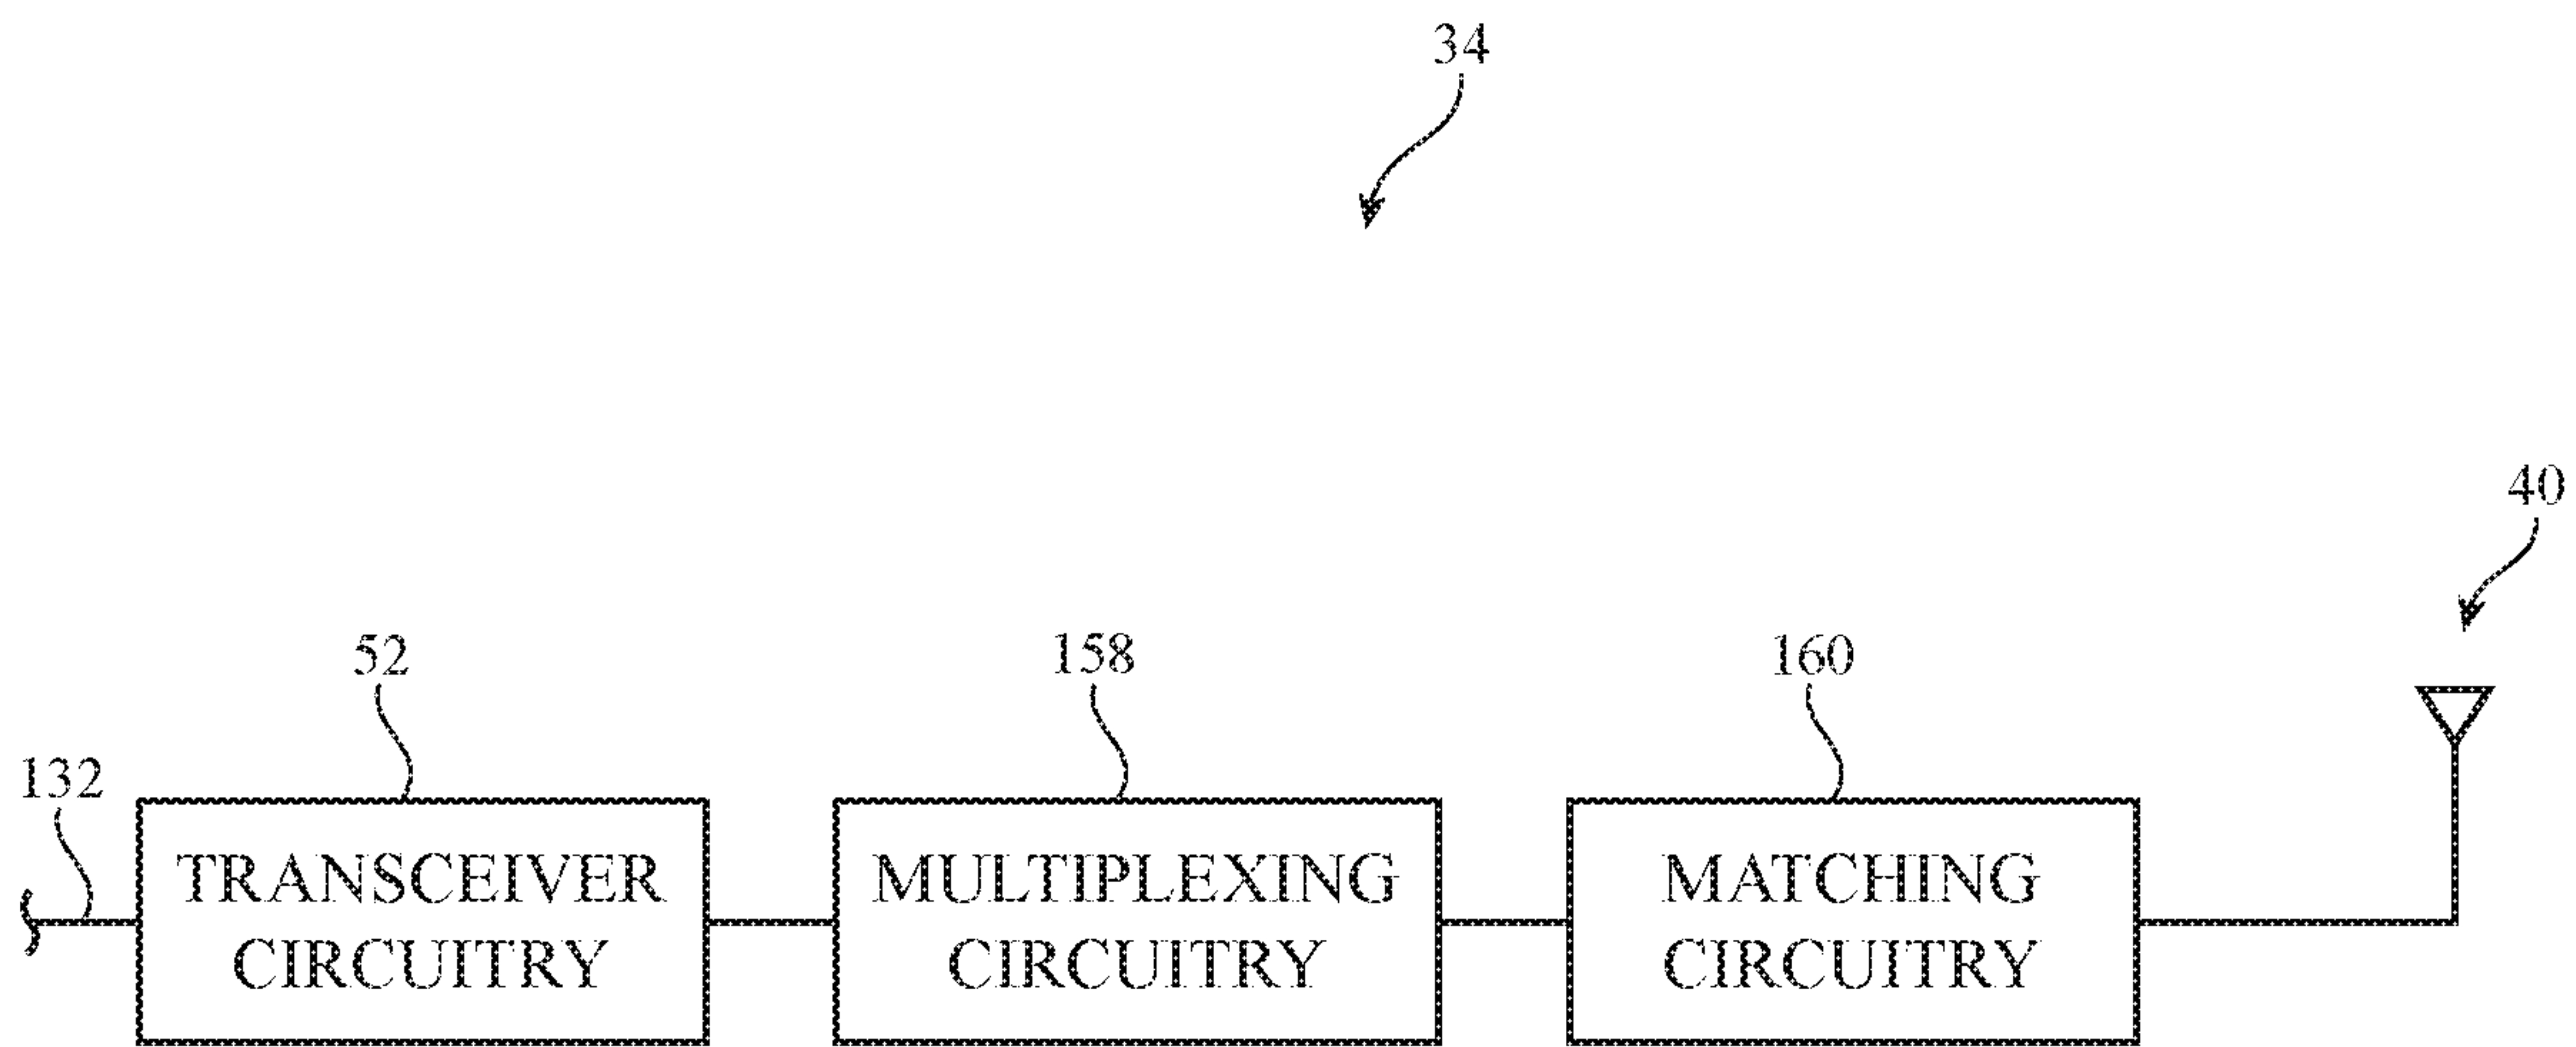 34
40
52
158
160
132
TRANSCEIVER
CIRCUITRY
MULTIPLEXING
CIRCUITRY
MATCHING
CIRCUITRY